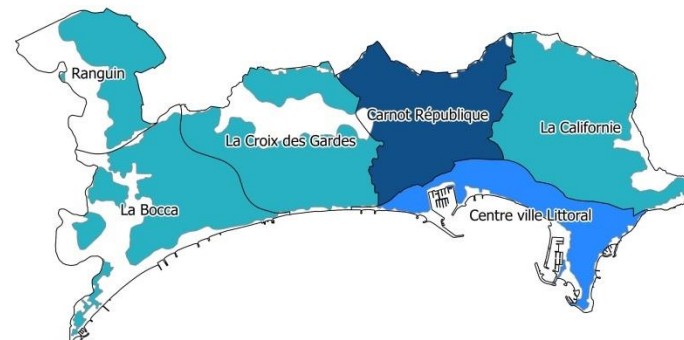 Ranguin
Carnot République
La Croix des Gardes
La Californie
La Bocca
Centre ville Littoral